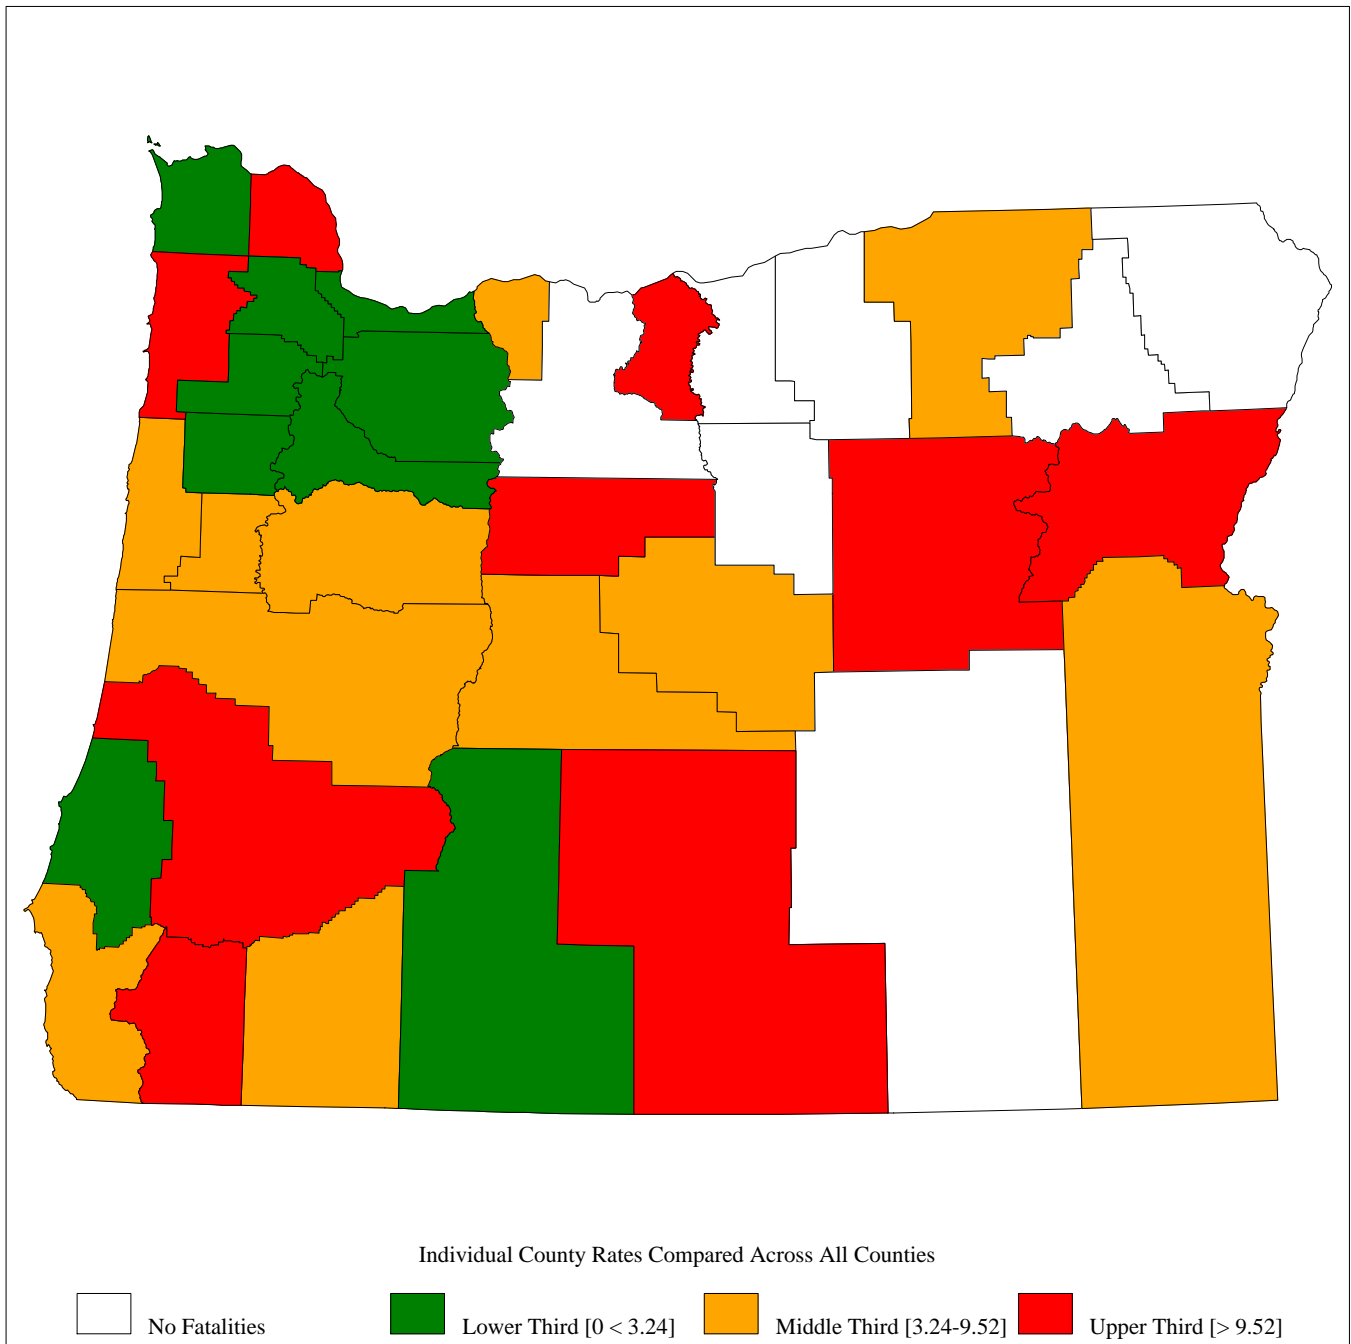 Individual County Rates Compared Across All Counties
No Fatalities Lower Third [0 < 3.24] Middle Third [3.24-9.52] Upper Third [> 9.52]